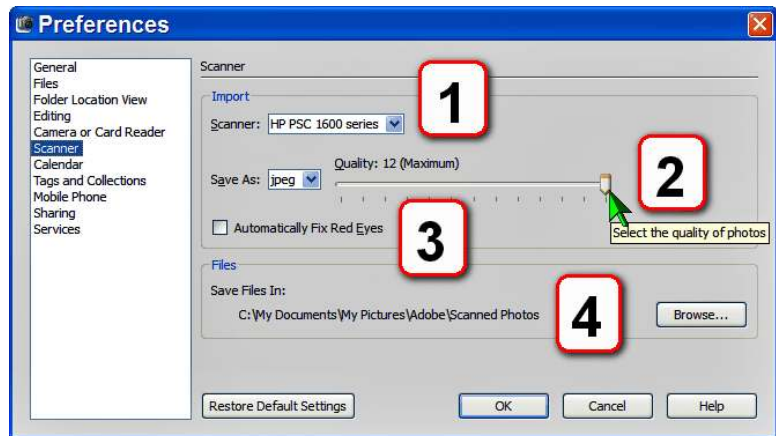 Preferences
General
Files
Folder Location View
Editing
Camera or Card Reader
Scanner
Calendar
Tags and Collections
Mobile Phone
Sharing
Services
Scanner
Import
1
Scanner: HP PSC 1600 series
Quality: 12 (Maximum)
Save As: jpeg
2
Select the quality of photos
Automatically Fix Red Eyes
3
Files
Save Files In:
C:\My Documents\My Pictures\Adobe\Scanned Photos
4
Browse...
Restore Default Settings
OK
Cancel
Help